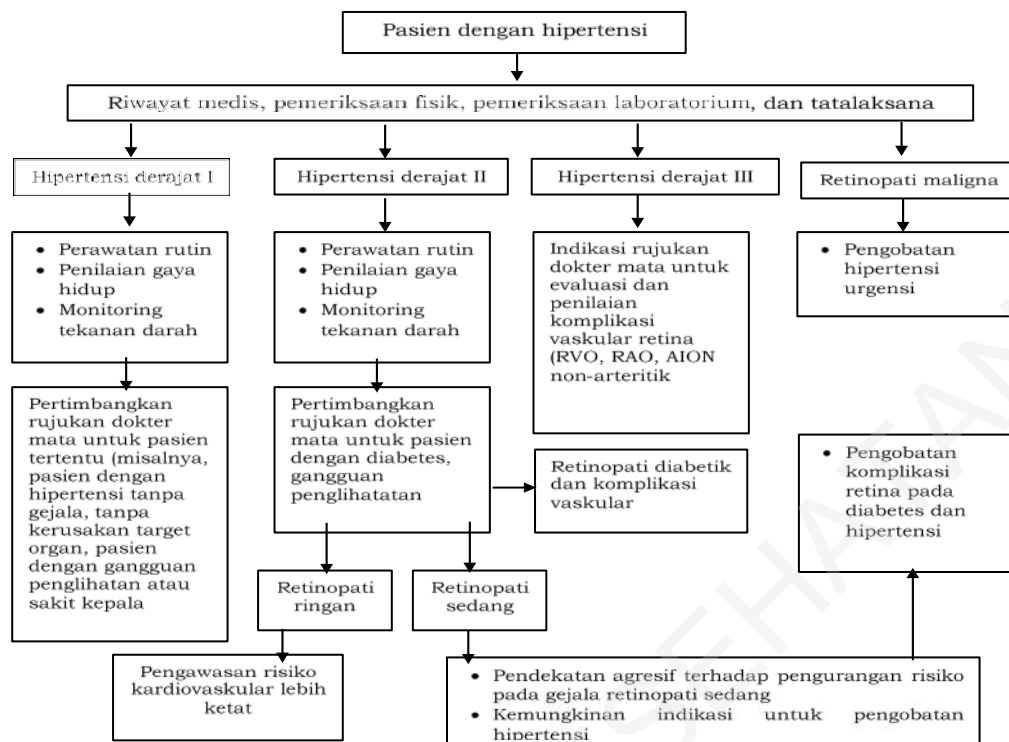 Pasien dengan hipertensi
Riwayat medis, pemeriksaan fisik, pemeriksaan laboratorium, dan tatalaksana
Hipertensi derajat I
Hipertensi derajat II
Hipertensi derajat III
Retinopati maligna
• Perawatan rutin
• Penilaian gaya
hidup
• Monitoring
tekanan darah
• Perawatan rutin
• Penilaian gaya
hidup
• Monitoring
tekanan darah
Indikasi rujukan
dokter mata untuk
evaluasi dan
penilaian
komplikasi
vaskular retina
(RVO, RAO, AION
non-arteritik
• Pengobatan
hipertensi
urgensi
Pertimbangkan
rujukan dokter
mata untuk pasien
tertentu (misalnya,
pasien dengan
hipertensi tanpa
gejala, tanpa
kerusakan target
organ, pasien
dengan gangguan
penglihatan atau
sakit kepala
Pertimbangkan
rujukan dokter
mata untuk pasien
dengan diabetes,
gangguan
penglihatatan
Retinopati diabetik
dan komplikasi
vaskular
• Pengobatan
komplikasi
retina pada
diabetes dan
hipertensi
Retinopati
ringan
Retinopati
sedang
Pengawasan risiko
kardiovaskular lebih
ketat
• Pendekatan agresif terhadap pengurangan risiko
pada gejala retinopati sedang
• Kemungkinan indikasi untuk pengobatan
hipertensi